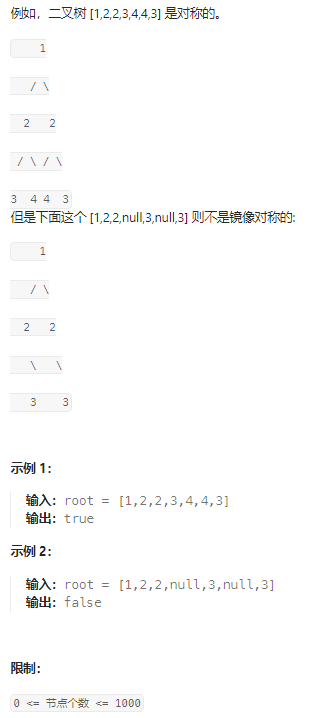 例如，二叉树 [1,2,2,3,4,4,3] 是对称的。
1
/ \
2   2
/ \ / \
3  4 4  3
但是下面这个 [1,2,2,null,3,null,3] 则不是镜像对称的:
1
/ \
2   2
\   \
3    3
示例 1：
输入：root = [1,2,2,3,4,4,3]
输出：true
示例 2：
输入：root = [1,2,2,null,3,null,3]
输出：false
限制：
0 <= 节点个数 <= 1000